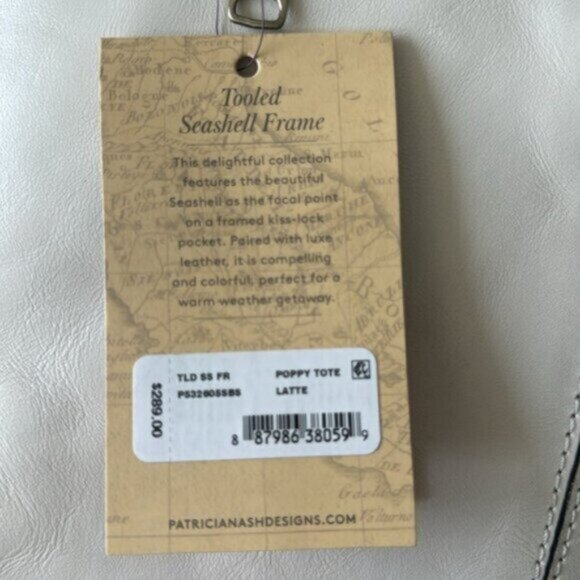 Tooled
Seashell Frame
This delightful collection
features the beautiful
Seashell as the focal point
on a framed kiss-lock
pocket. Paired with luxe
leather, it is compelling
and colorful, perfect for a
warm weather getaway.
TLD SS FR POPPY TOTE
P532605SBS LATTE
$289.00
8 87986 38059 9
PATRICIANASHDESIGNS.COM